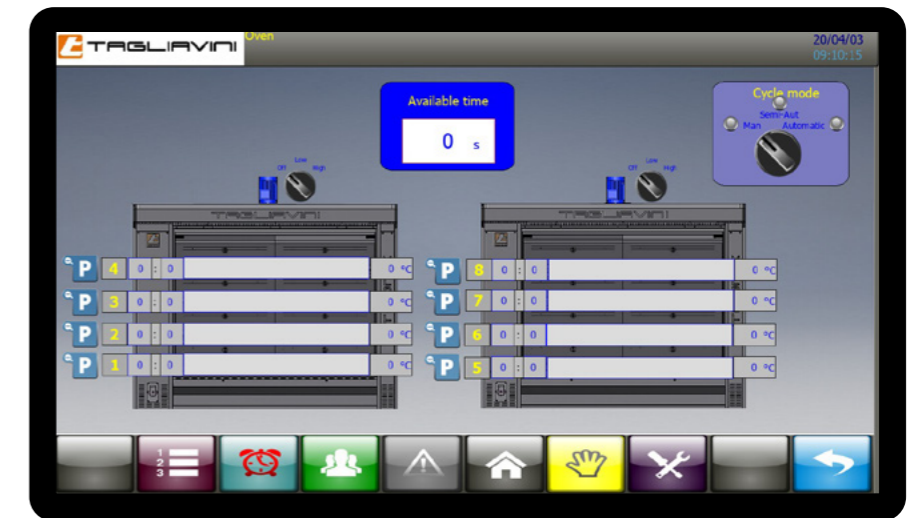 TAGLIAVINI
Oven
20/04/03
09:10:15
Available time
0 s
Cycle mode
Semi-Aut
Man Automatic
Off Low High
Off Low High
TAGLIAVINI
TAGLIAVINI
P 4 0 : 0 0 °C
P 8 0 : 0 0 °C
P 3 0 : 0 0 °C
P 7 0 : 0 0 °C
P 2 0 : 0 0 °C
P 6 0 : 0 0 °C
P 1 0 : 0 0 °C
P 5 0 : 0 0 °C
1
2
3